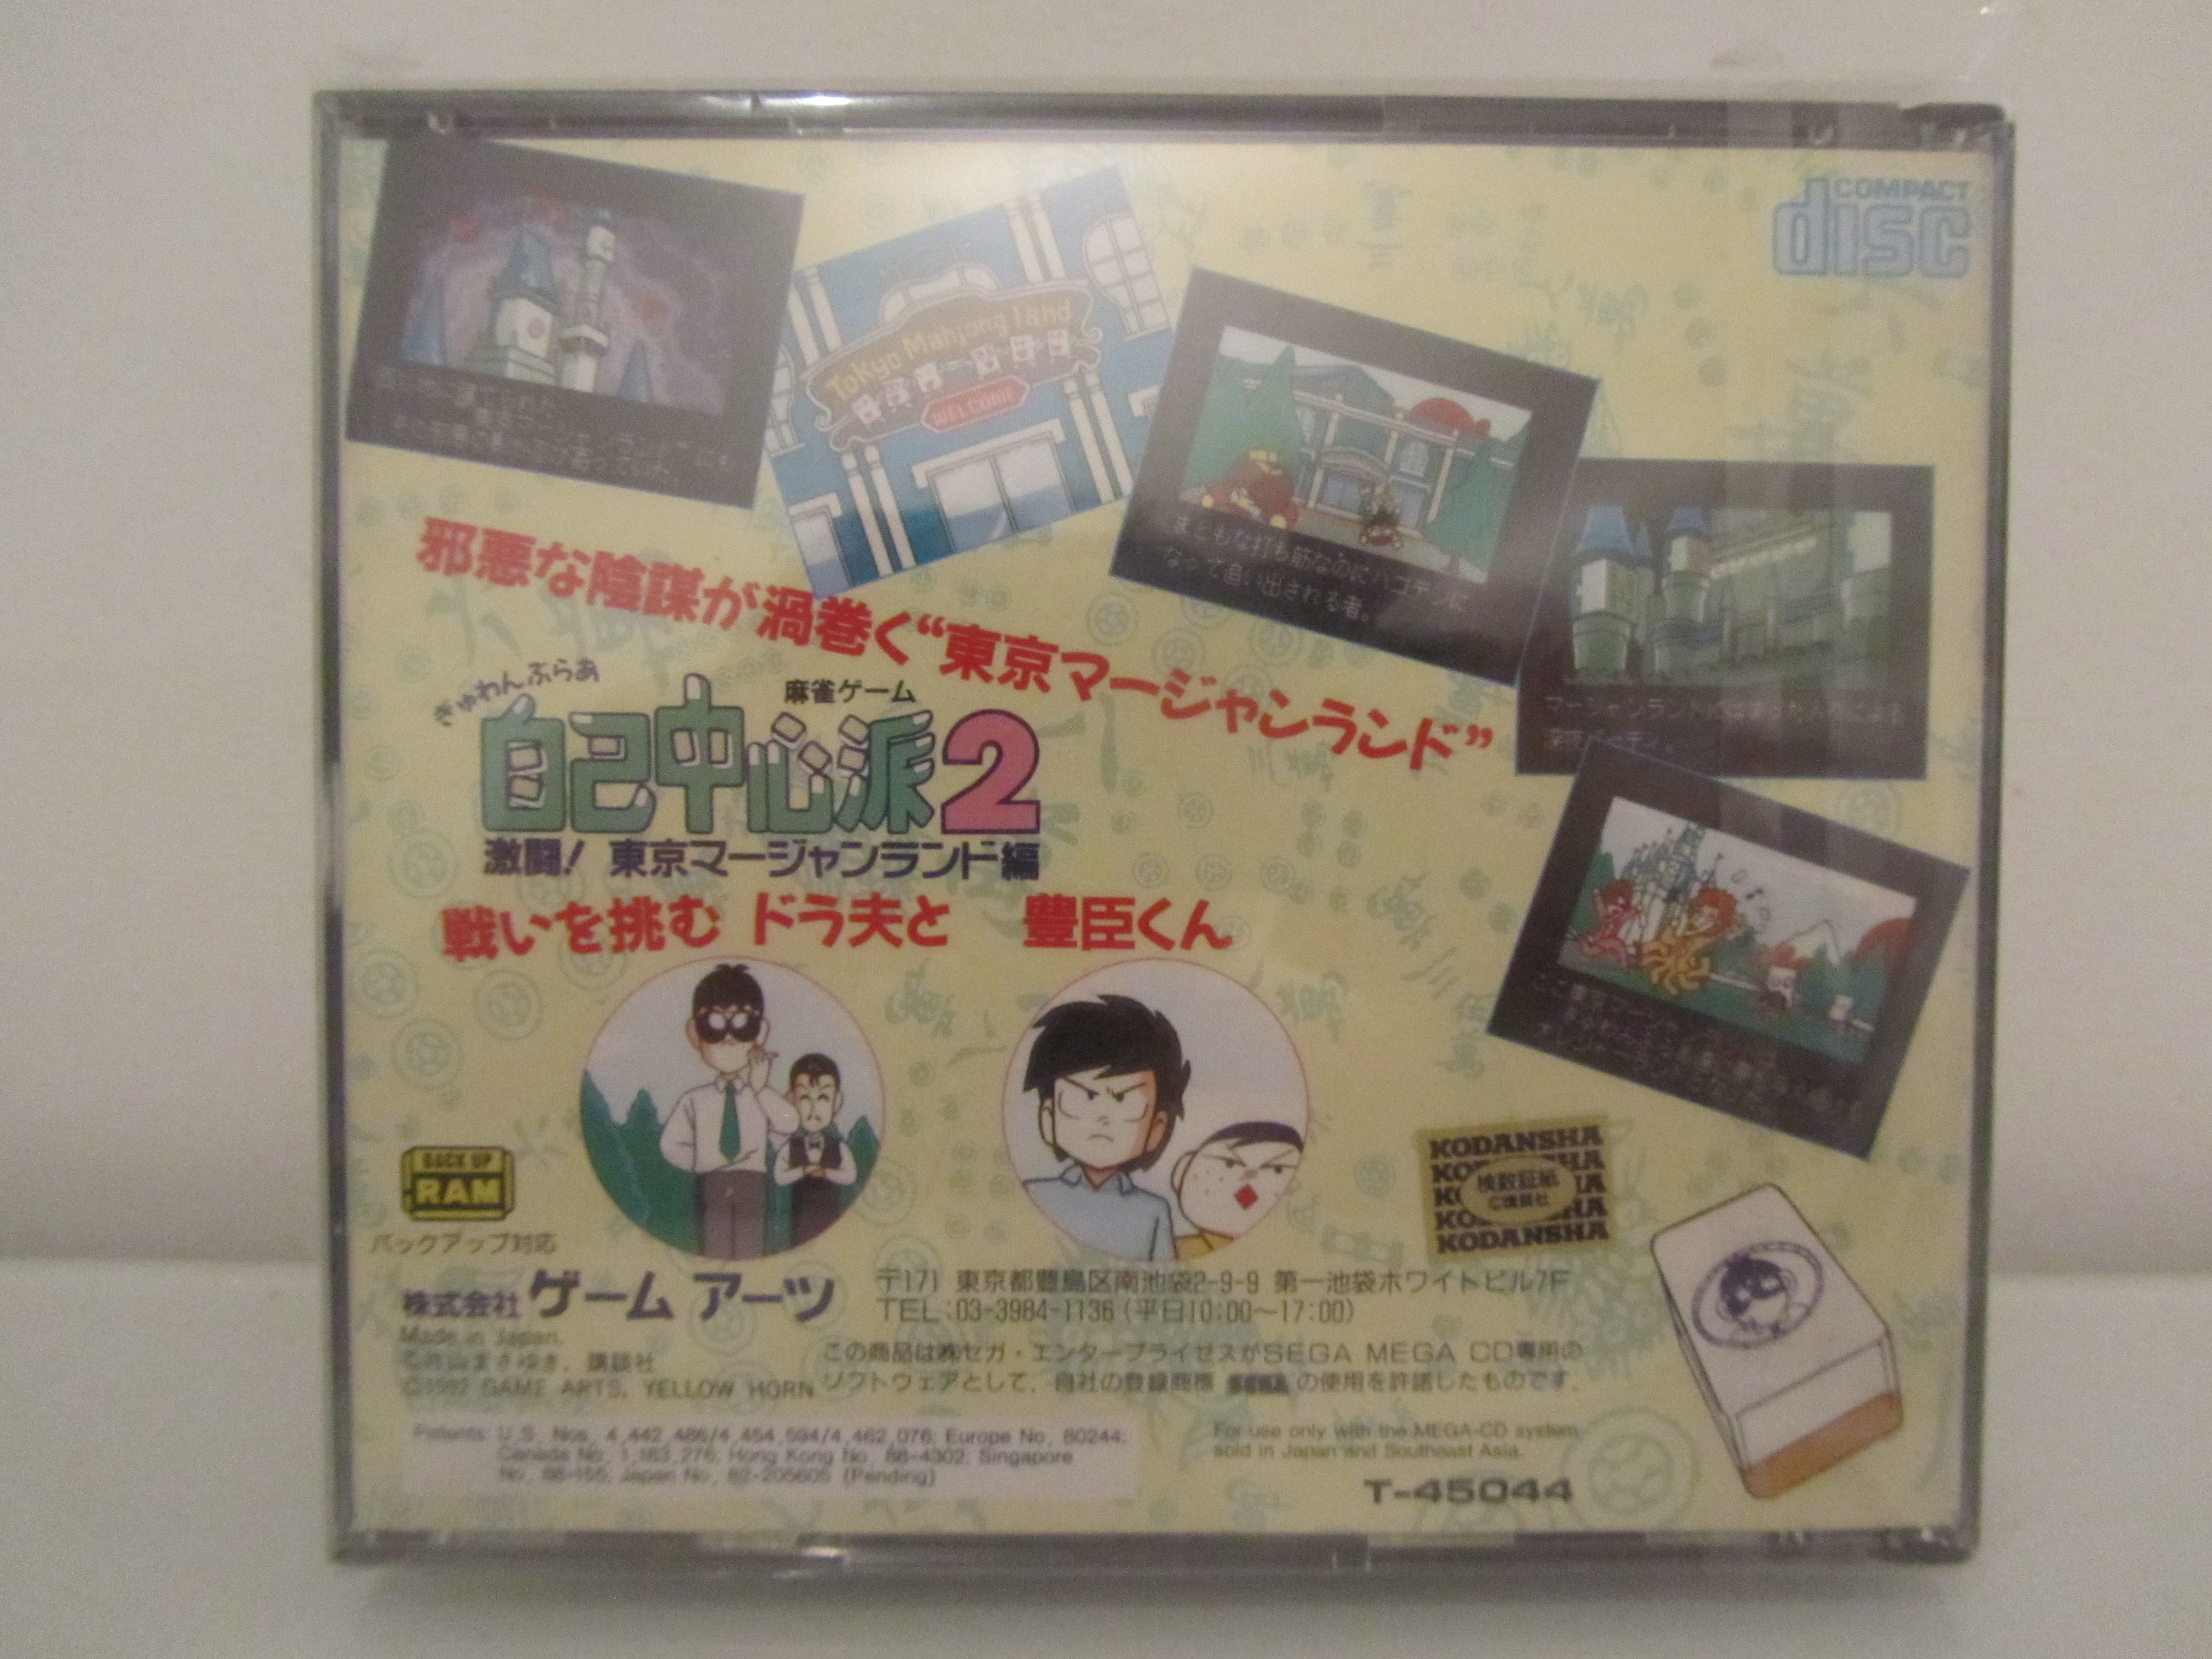 COMPACT
disc
Tokyo Mahjong land
WELCOME
まともな打ち筋なのにハコテンに
なって追い出される者。
邪悪な陰謀が渦巻く“東京マージャンランド”
ぎゅわんぶらあ
麻雀ゲーム
自己中心派2
激闘! 東京マージャンランド編
戦いを挑む ドラ夫と 豊臣くん
BACK UP
RAM
バックアップ対応
KODANSHA
検数証紙
©講談社
KODANSHA
株式会社 ゲームアーツ
〒171 東京都豊島区南池袋2-9-9 第一池袋ホワイトビル7F
TEL:03-3984-1136(平日10:00〜17:00)
Made in Japan.
©片山まさゆき, 講談社
©1992 GAME ARTS, YELLOW HORN
この商品は㈱セガ・エンタープライゼスがSEGA MEGA CD専用の
ソフトウェアとして、自社の登録商標 SEGA の使用を許諾したものです。
Patents: U.S. Nos. 4,442,486/4,454,594/4,462,076; Europe No. 80244;
Canada No. 1,183,276; Hong Kong No. 88-4302; Singapore
No. 88-155; Japan No. 82-205605 (Pending)
For use only with the MEGA-CD system
sold in Japan and Southeast Asia.
T-45044